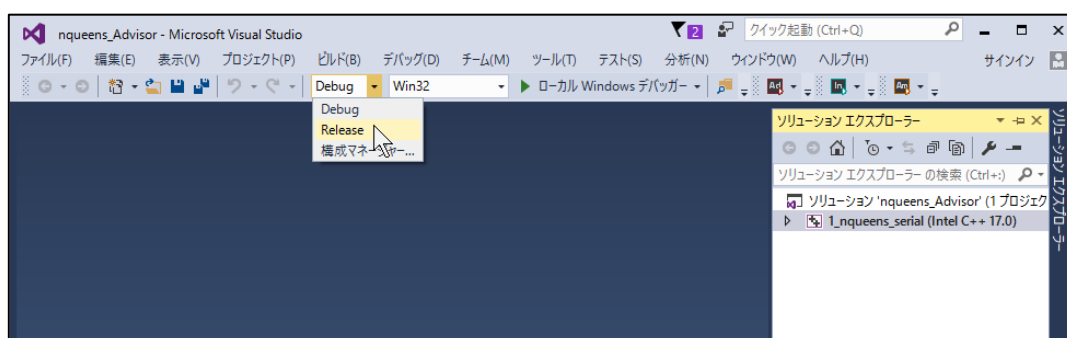 nqueens_Advisor - Microsoft Visual Studio
2
クイック起動 (Ctrl+Q)
ファイル(F) 編集(E) 表示(V) プロジェクト(P) ビルド(B) デバッグ(D) チーム(M) ツール(T) テスト(S) 分析(N) ウィンドウ(W) ヘルプ(H) サインイン
Debug Win32 ローカル Windows デバッガー
Debug
Release
構成マネージャー...
ソリューション エクスプローラー
ソリューション エクスプローラー の検索 (Ctrl+:)
ソリューション 'nqueens_Advisor' (1 プロジェク
1_nqueens_serial (Intel C++ 17.0)
ソリューション エクスプローラー